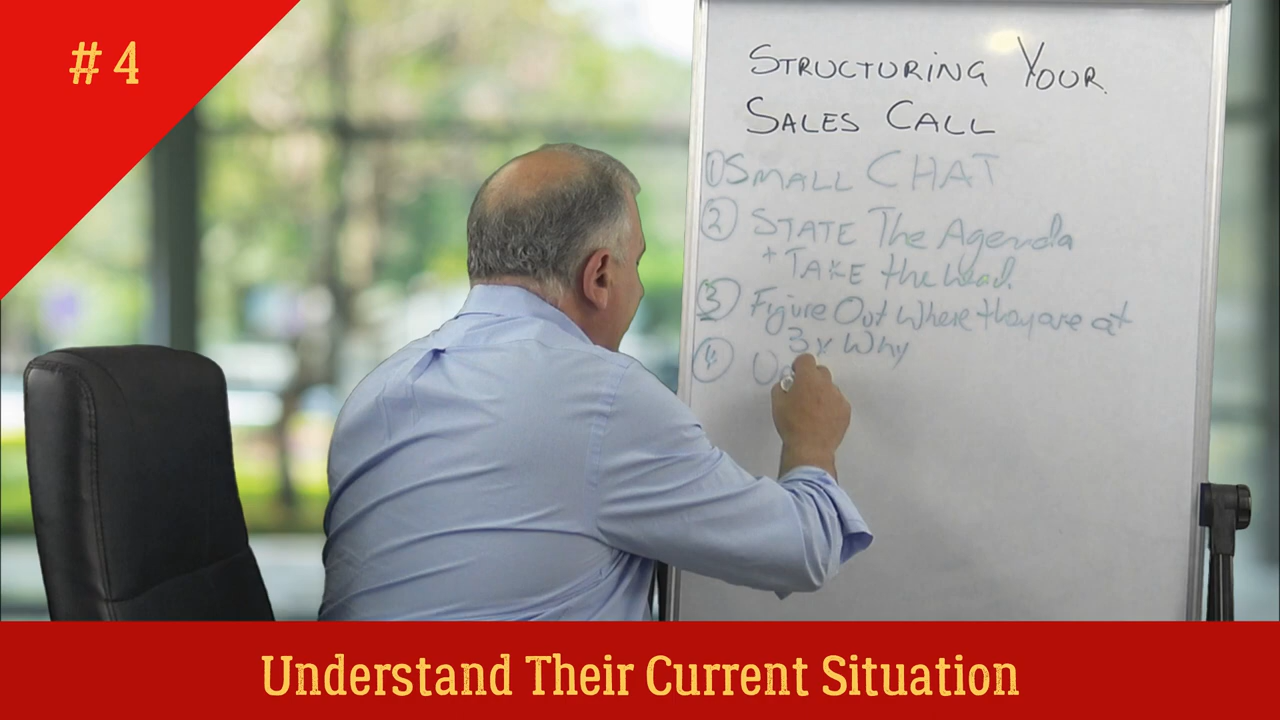 # 4
STRUCTURING YOUR
SALES CALL
① SMALL CHAT
② STATE The Agenda
+ TAKE the Lead.
③ Figure Out Where they are at
3 x Why
④
Understand Their Current Situation